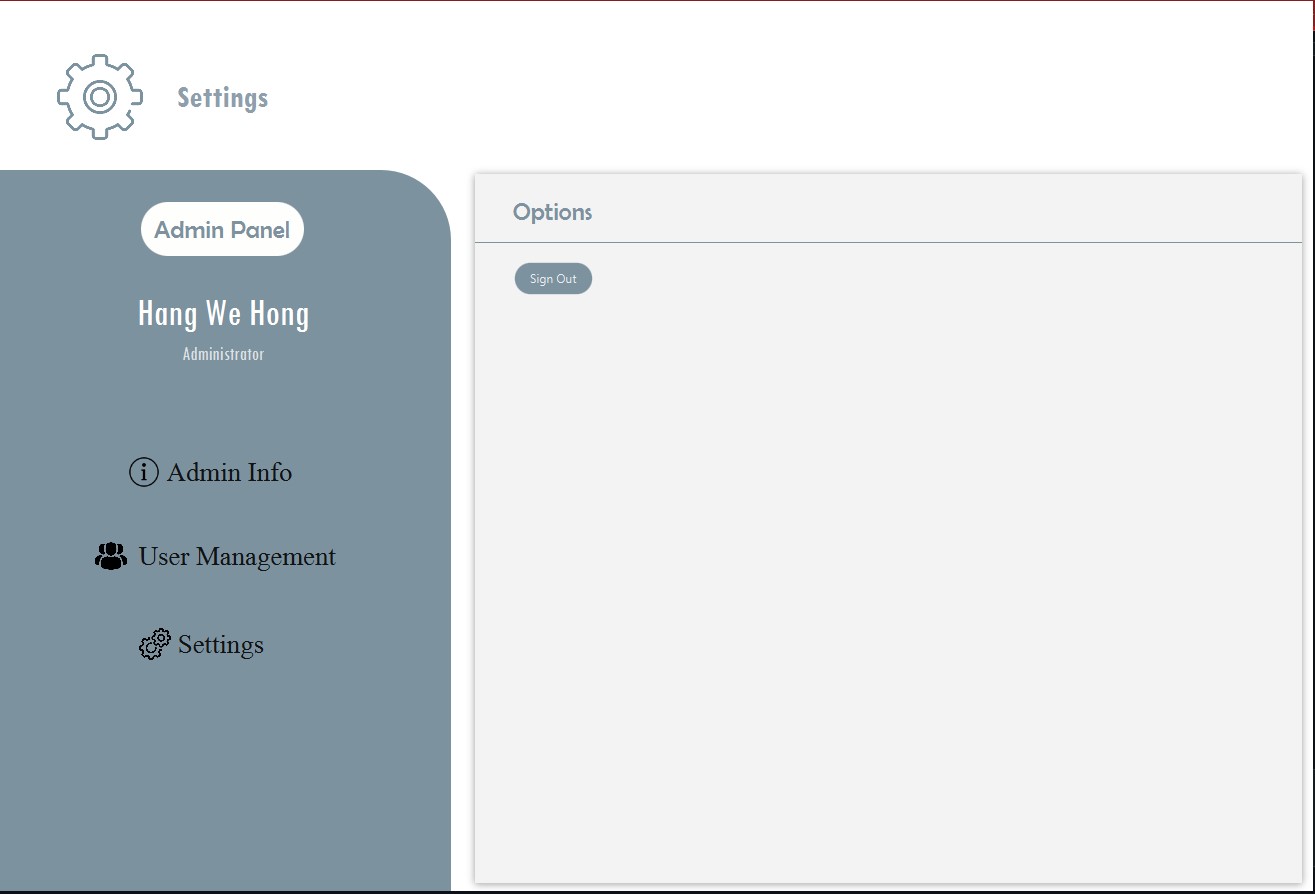 Settings
Admin Panel
Hang We Hong
Administrator
Admin Info
User Management
Settings
Options
Sign Out